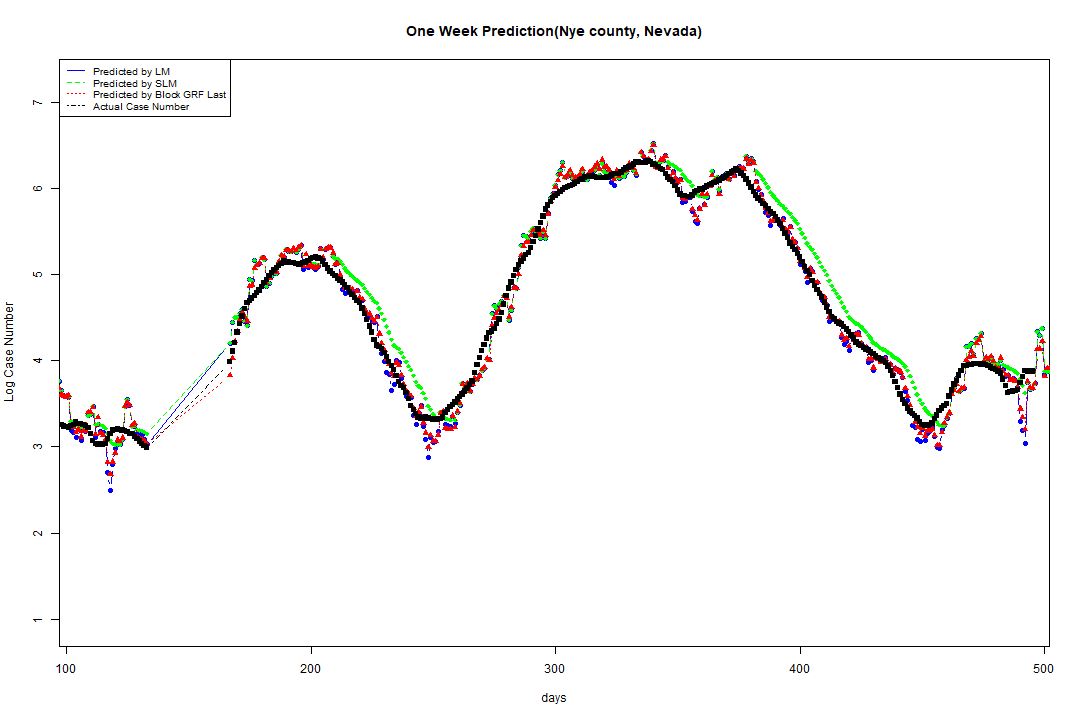 One Week Prediction(Nye county, Nevada)
Predicted by LM
Predicted by SLM
Predicted by Block GRF Last
Actual Case Number
7
6
5
4
3
2
1
Log Case Number
100 200 300 400 500
days